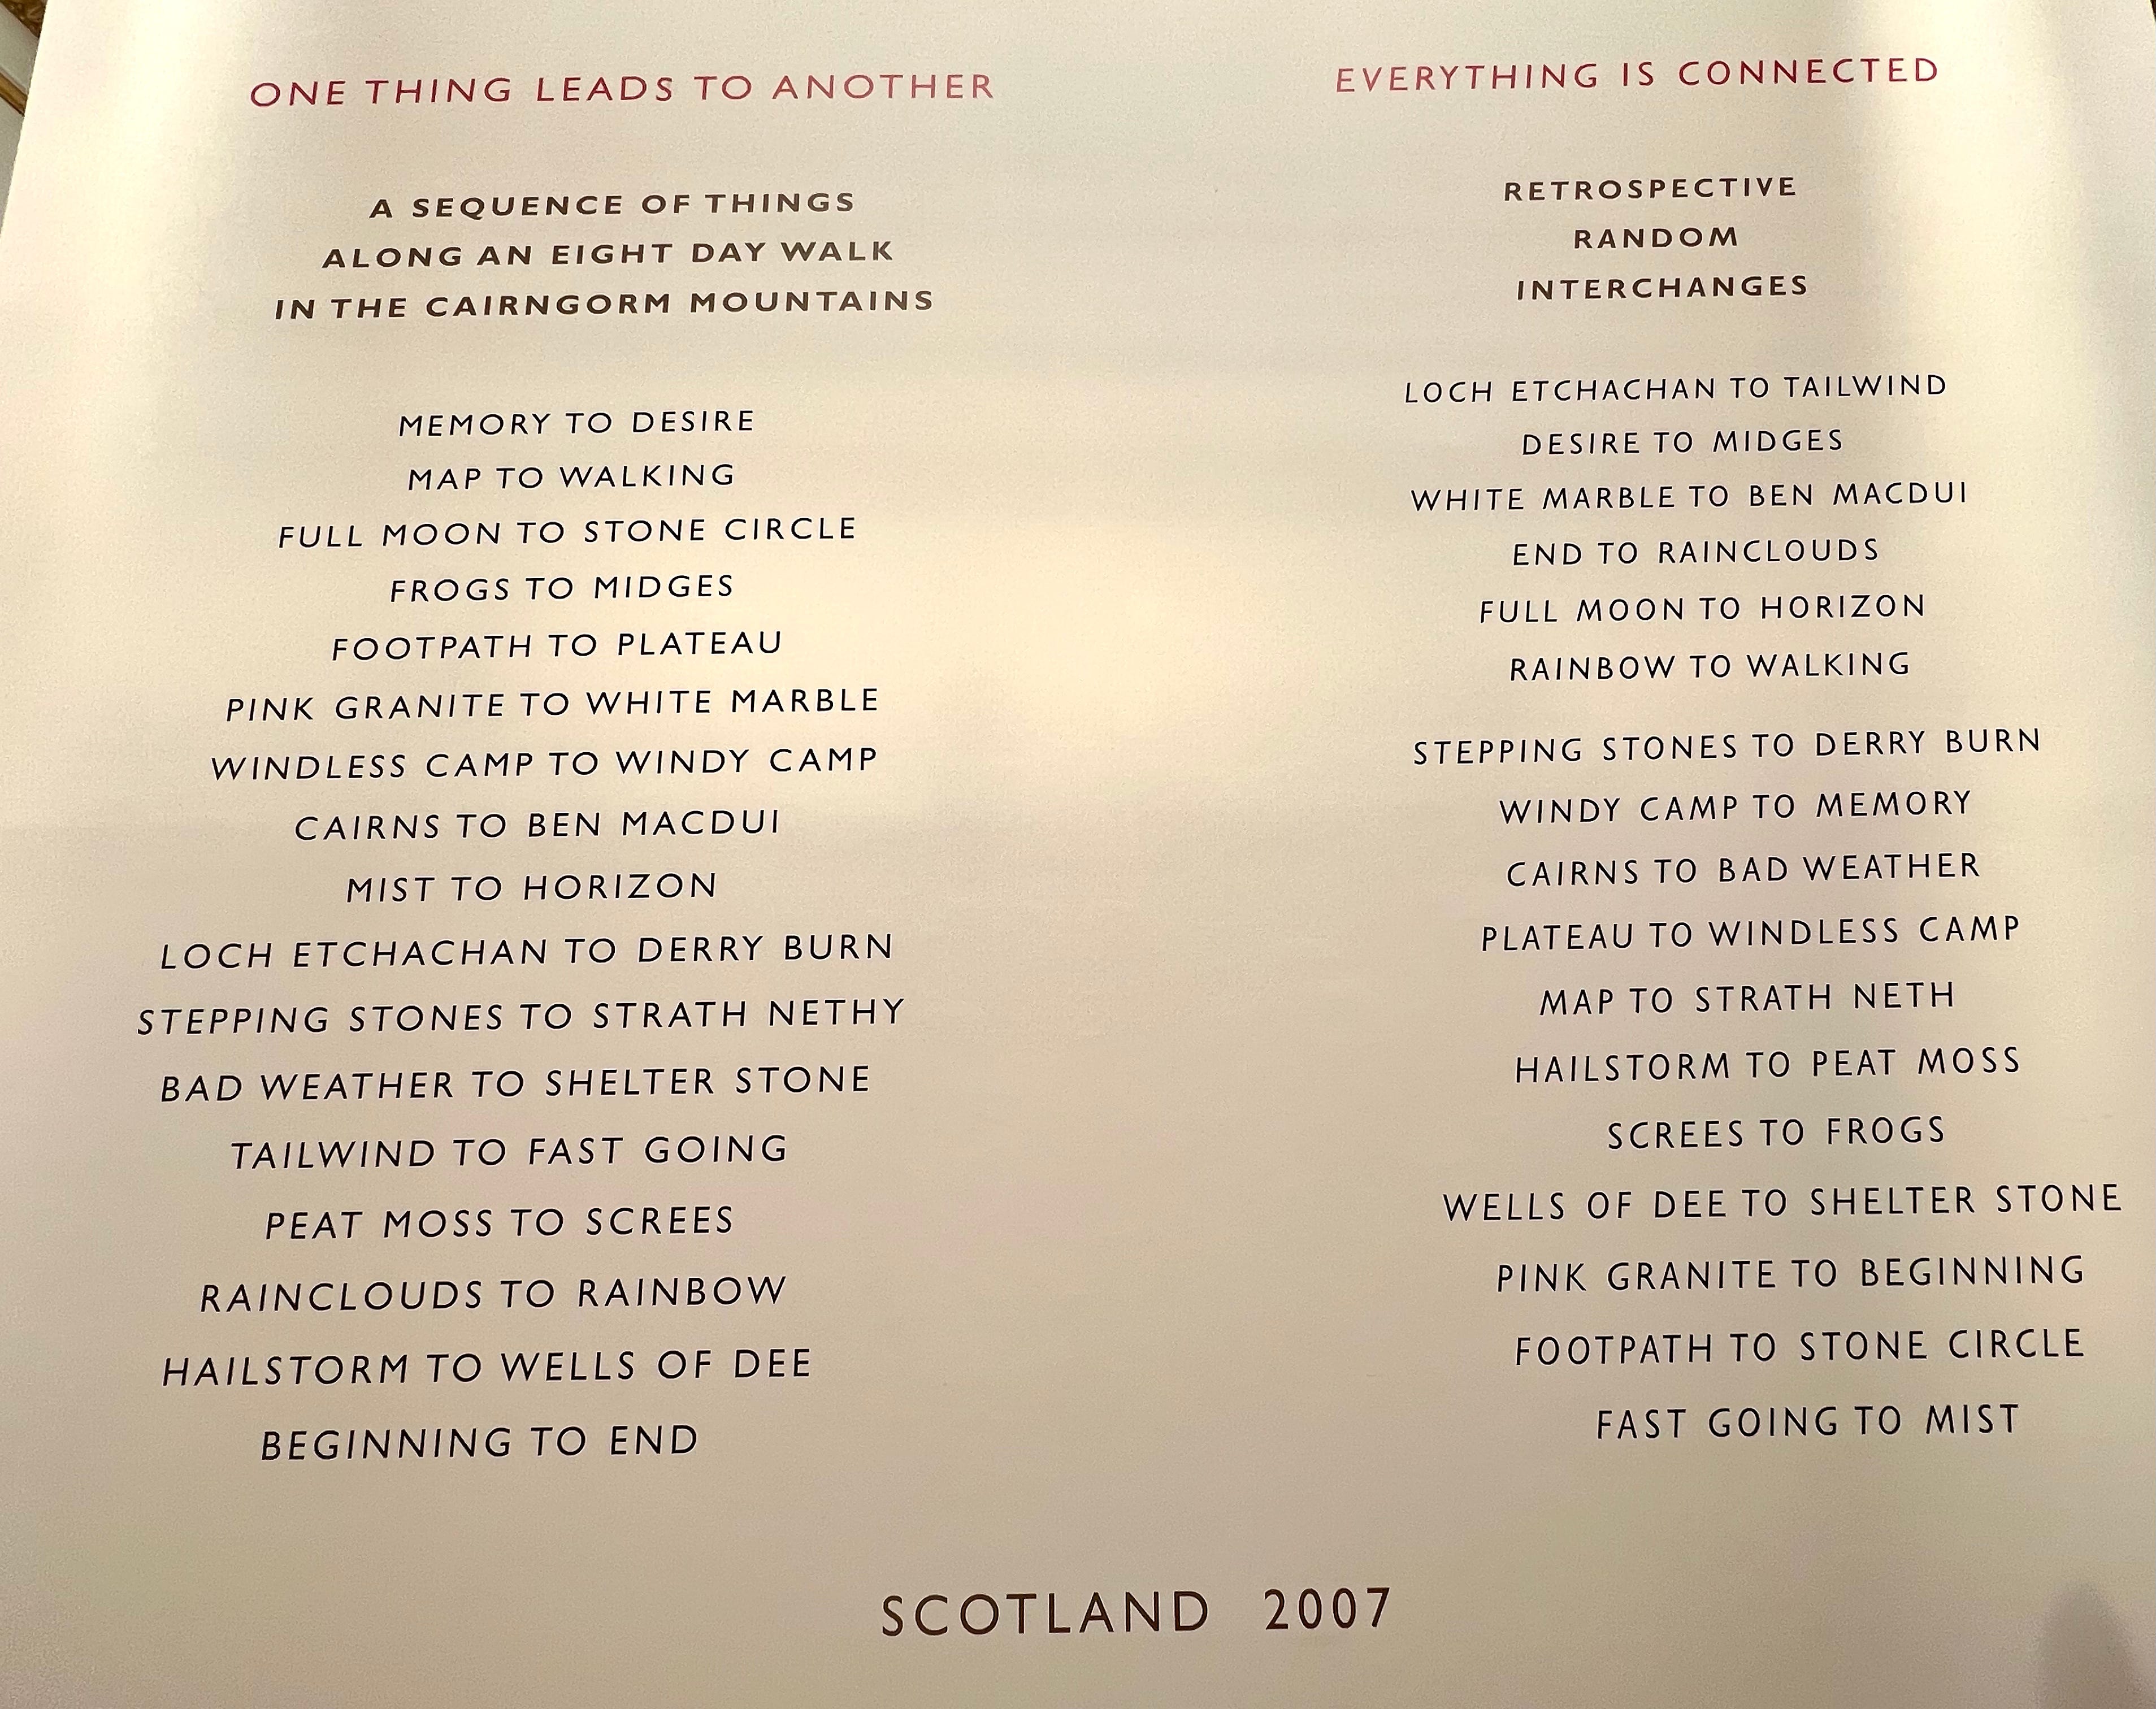 ONE THING LEADS TO ANOTHER
A SEQUENCE OF THINGS
ALONG AN EIGHT DAY WALK
IN THE CAIRNGORM MOUNTAINS
MEMORY TO DESIRE
MAP TO WALKING
FULL MOON TO STONE CIRCLE
FROGS TO MIDGES
FOOTPATH TO PLATEAU
PINK GRANITE TO WHITE MARBLE
WINDLESS CAMP TO WINDY CAMP
CAIRNS TO BEN MACDUI
MIST TO HORIZON
LOCH ETCHACHAN TO DERRY BURN
STEPPING STONES TO STRATH NETHY
BAD WEATHER TO SHELTER STONE
TAILWIND TO FAST GOING
PEAT MOSS TO SCREES
RAINCLOUDS TO RAINBOW
HAILSTORM TO WELLS OF DEE
BEGINNING TO END
EVERYTHING IS CONNECTED
RETROSPECTIVE
RANDOM
INTERCHANGES
LOCH ETCHACHAN TO TAILWIND
DESIRE TO MIDGES
WHITE MARBLE TO BEN MACDUI
END TO RAINCLOUDS
FULL MOON TO HORIZON
RAINBOW TO WALKING
STEPPING STONES TO DERRY BURN
WINDY CAMP TO MEMORY
CAIRNS TO BAD WEATHER
PLATEAU TO WINDLESS CAMP
MAP TO STRATH NETH
HAILSTORM TO PEAT MOSS
SCREES TO FROGS
WELLS OF DEE TO SHELTER STONE
PINK GRANITE TO BEGINNING
FOOTPATH TO STONE CIRCLE
FAST GOING TO MIST
SCOTLAND 2007